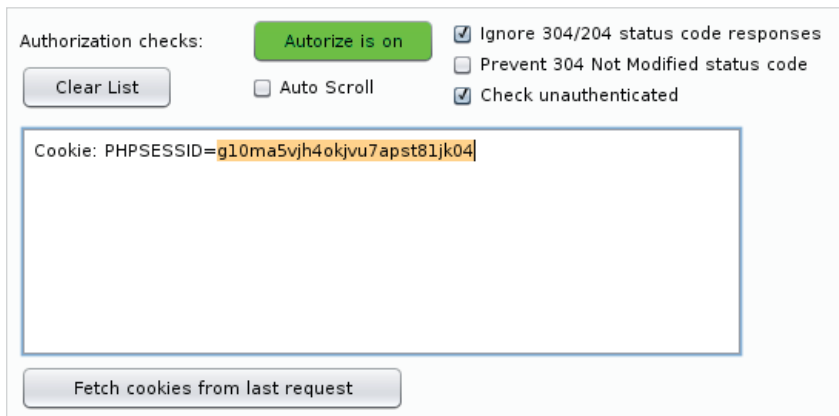 Authorization checks:
Autorize is on
Ignore 304/204 status code responses
Prevent 304 Not Modified status code
Clear List
Auto Scroll
Check unauthenticated
Cookie: PHPSESSID=g10ma5vjh4okjvu7apst81jk04
Fetch cookies from last request